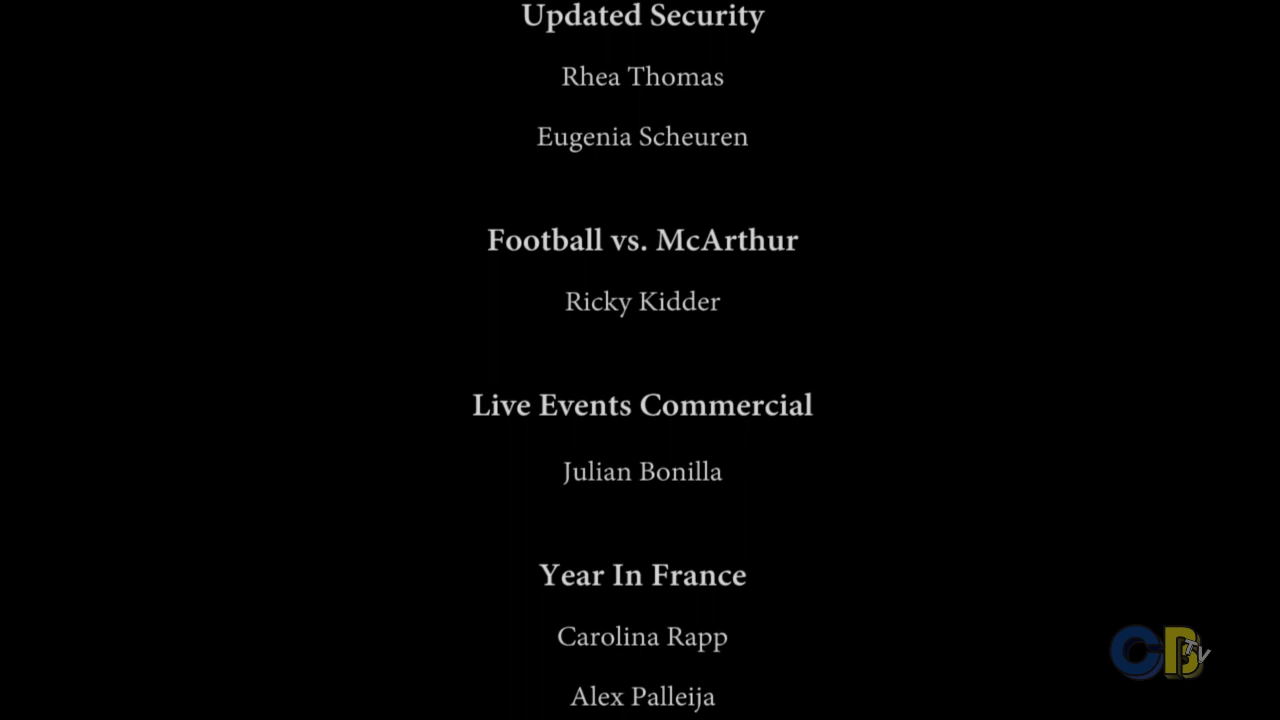 Updated Security
Rhea Thomas
Eugenia Scheuren
Football vs. McArthur
Ricky Kidder
Live Events Commercial
Julian Bonilla
Year In France
Carolina Rapp
Alex Palleija
CBTV